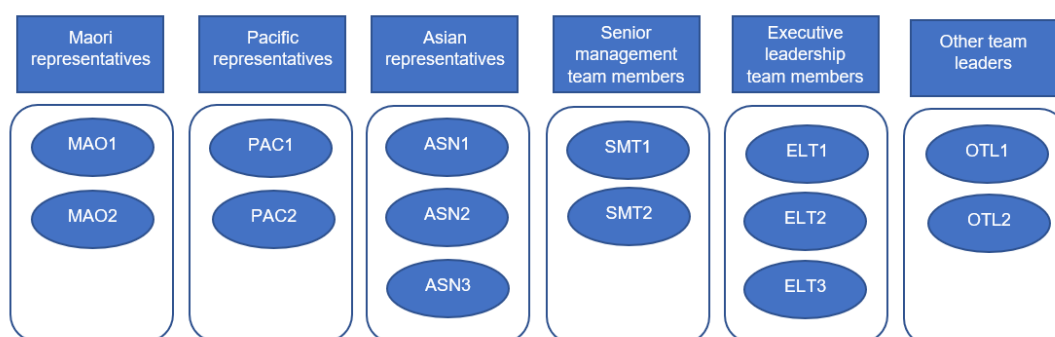 Maori
representatives
Pacific
representatives
Asian
representatives
Senior
management
team members
Executive
leadership
team members
Other team
leaders
MAO1
MAO2
PAC1
PAC2
ASN1
ASN2
ASN3
SMT1
SMT2
ELT1
ELT2
ELT3
OTL1
OTL2